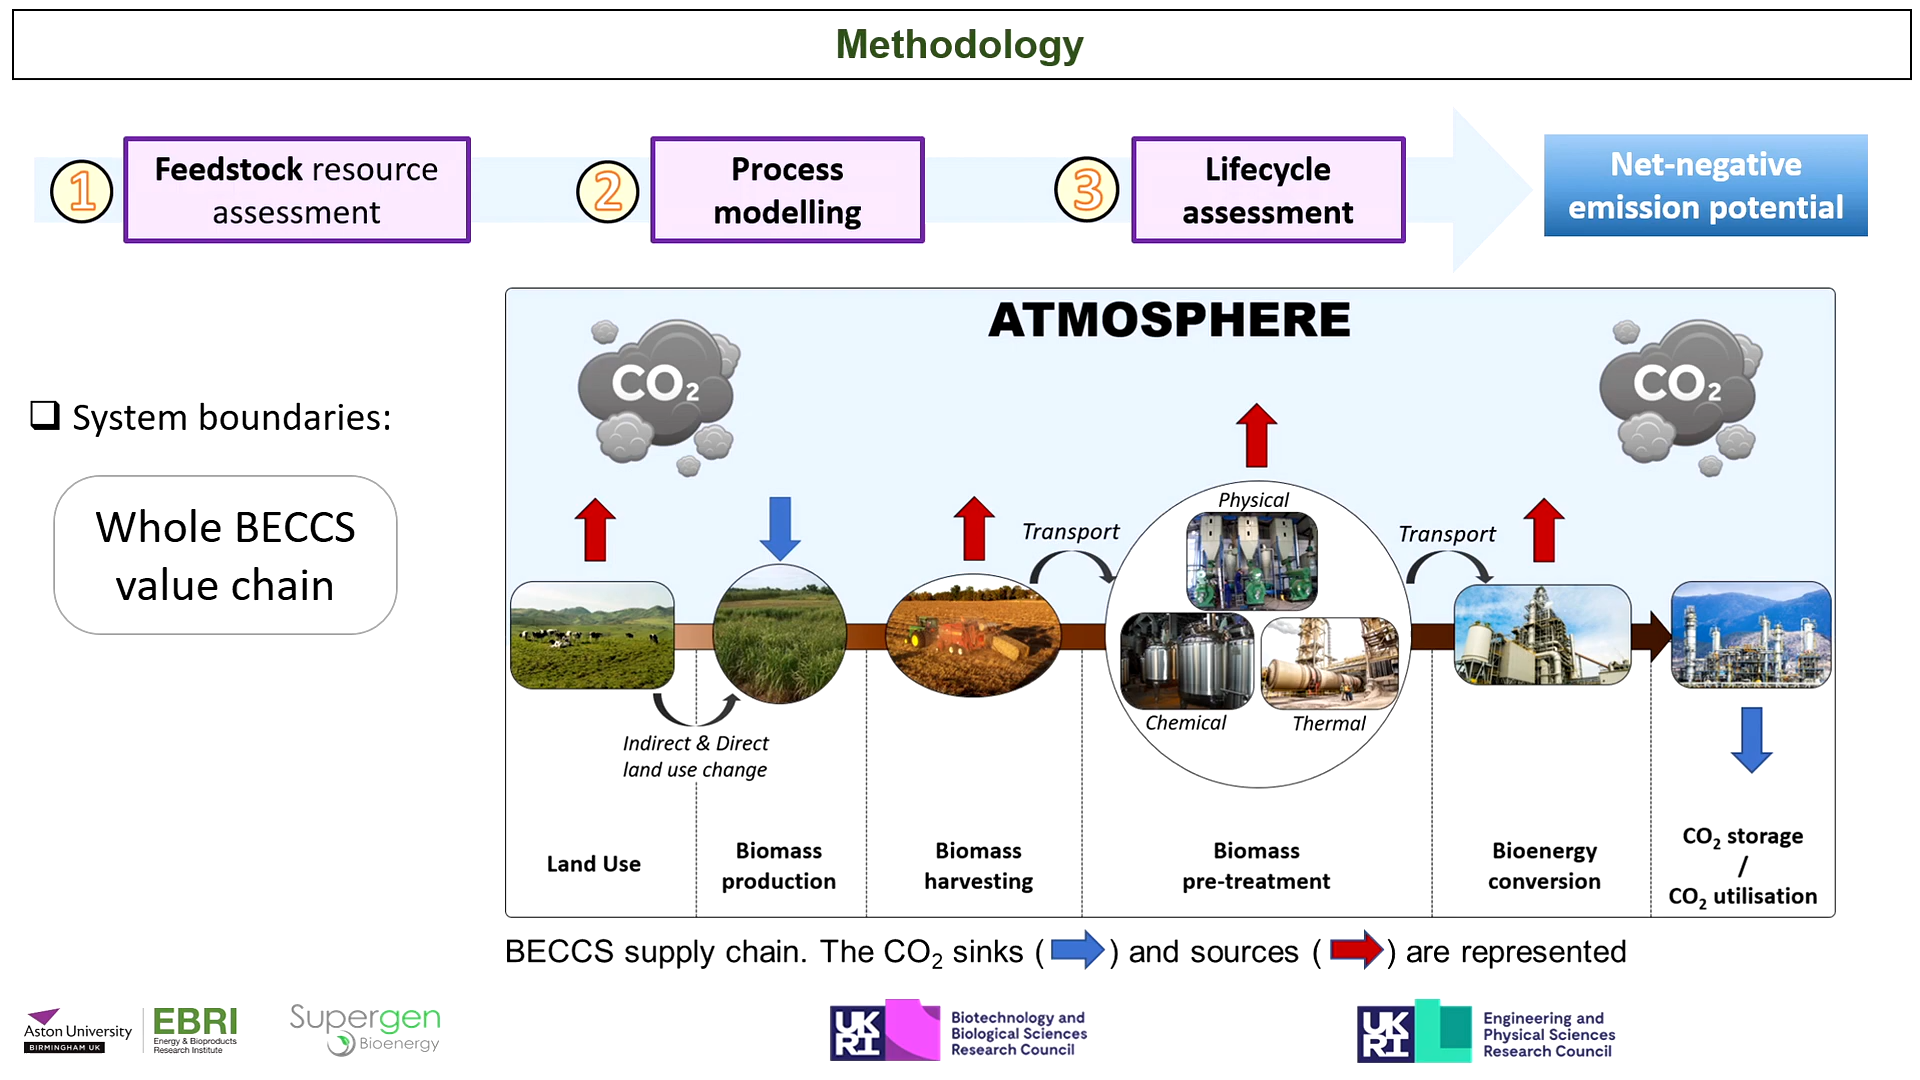 Methodology
1
Feedstock resource
assessment
2
Process
modelling
3
Lifecycle
assessment
Net-negative
emission potential
System boundaries:
Whole BECCS
value chain
ATMOSPHERE
CO2
CO2
Physical
Transport
Transport
Chemical
Thermal
Indirect & Direct
land use change
Land Use
Biomass
production
Biomass
harvesting
Biomass
pre-treatment
Bioenergy
conversion
CO2 storage
/
CO2 utilisation
BECCS supply chain. The CO2 sinks ( ) and sources ( ) are represented
Aston University
BIRMINGHAM UK
EBRI
Energy & Bioproducts
Research Institute
Supergen
Bioenergy
UK
RI
Biotechnology and
Biological Sciences
Research Council
UK
RI
Engineering and
Physical Sciences
Research Council